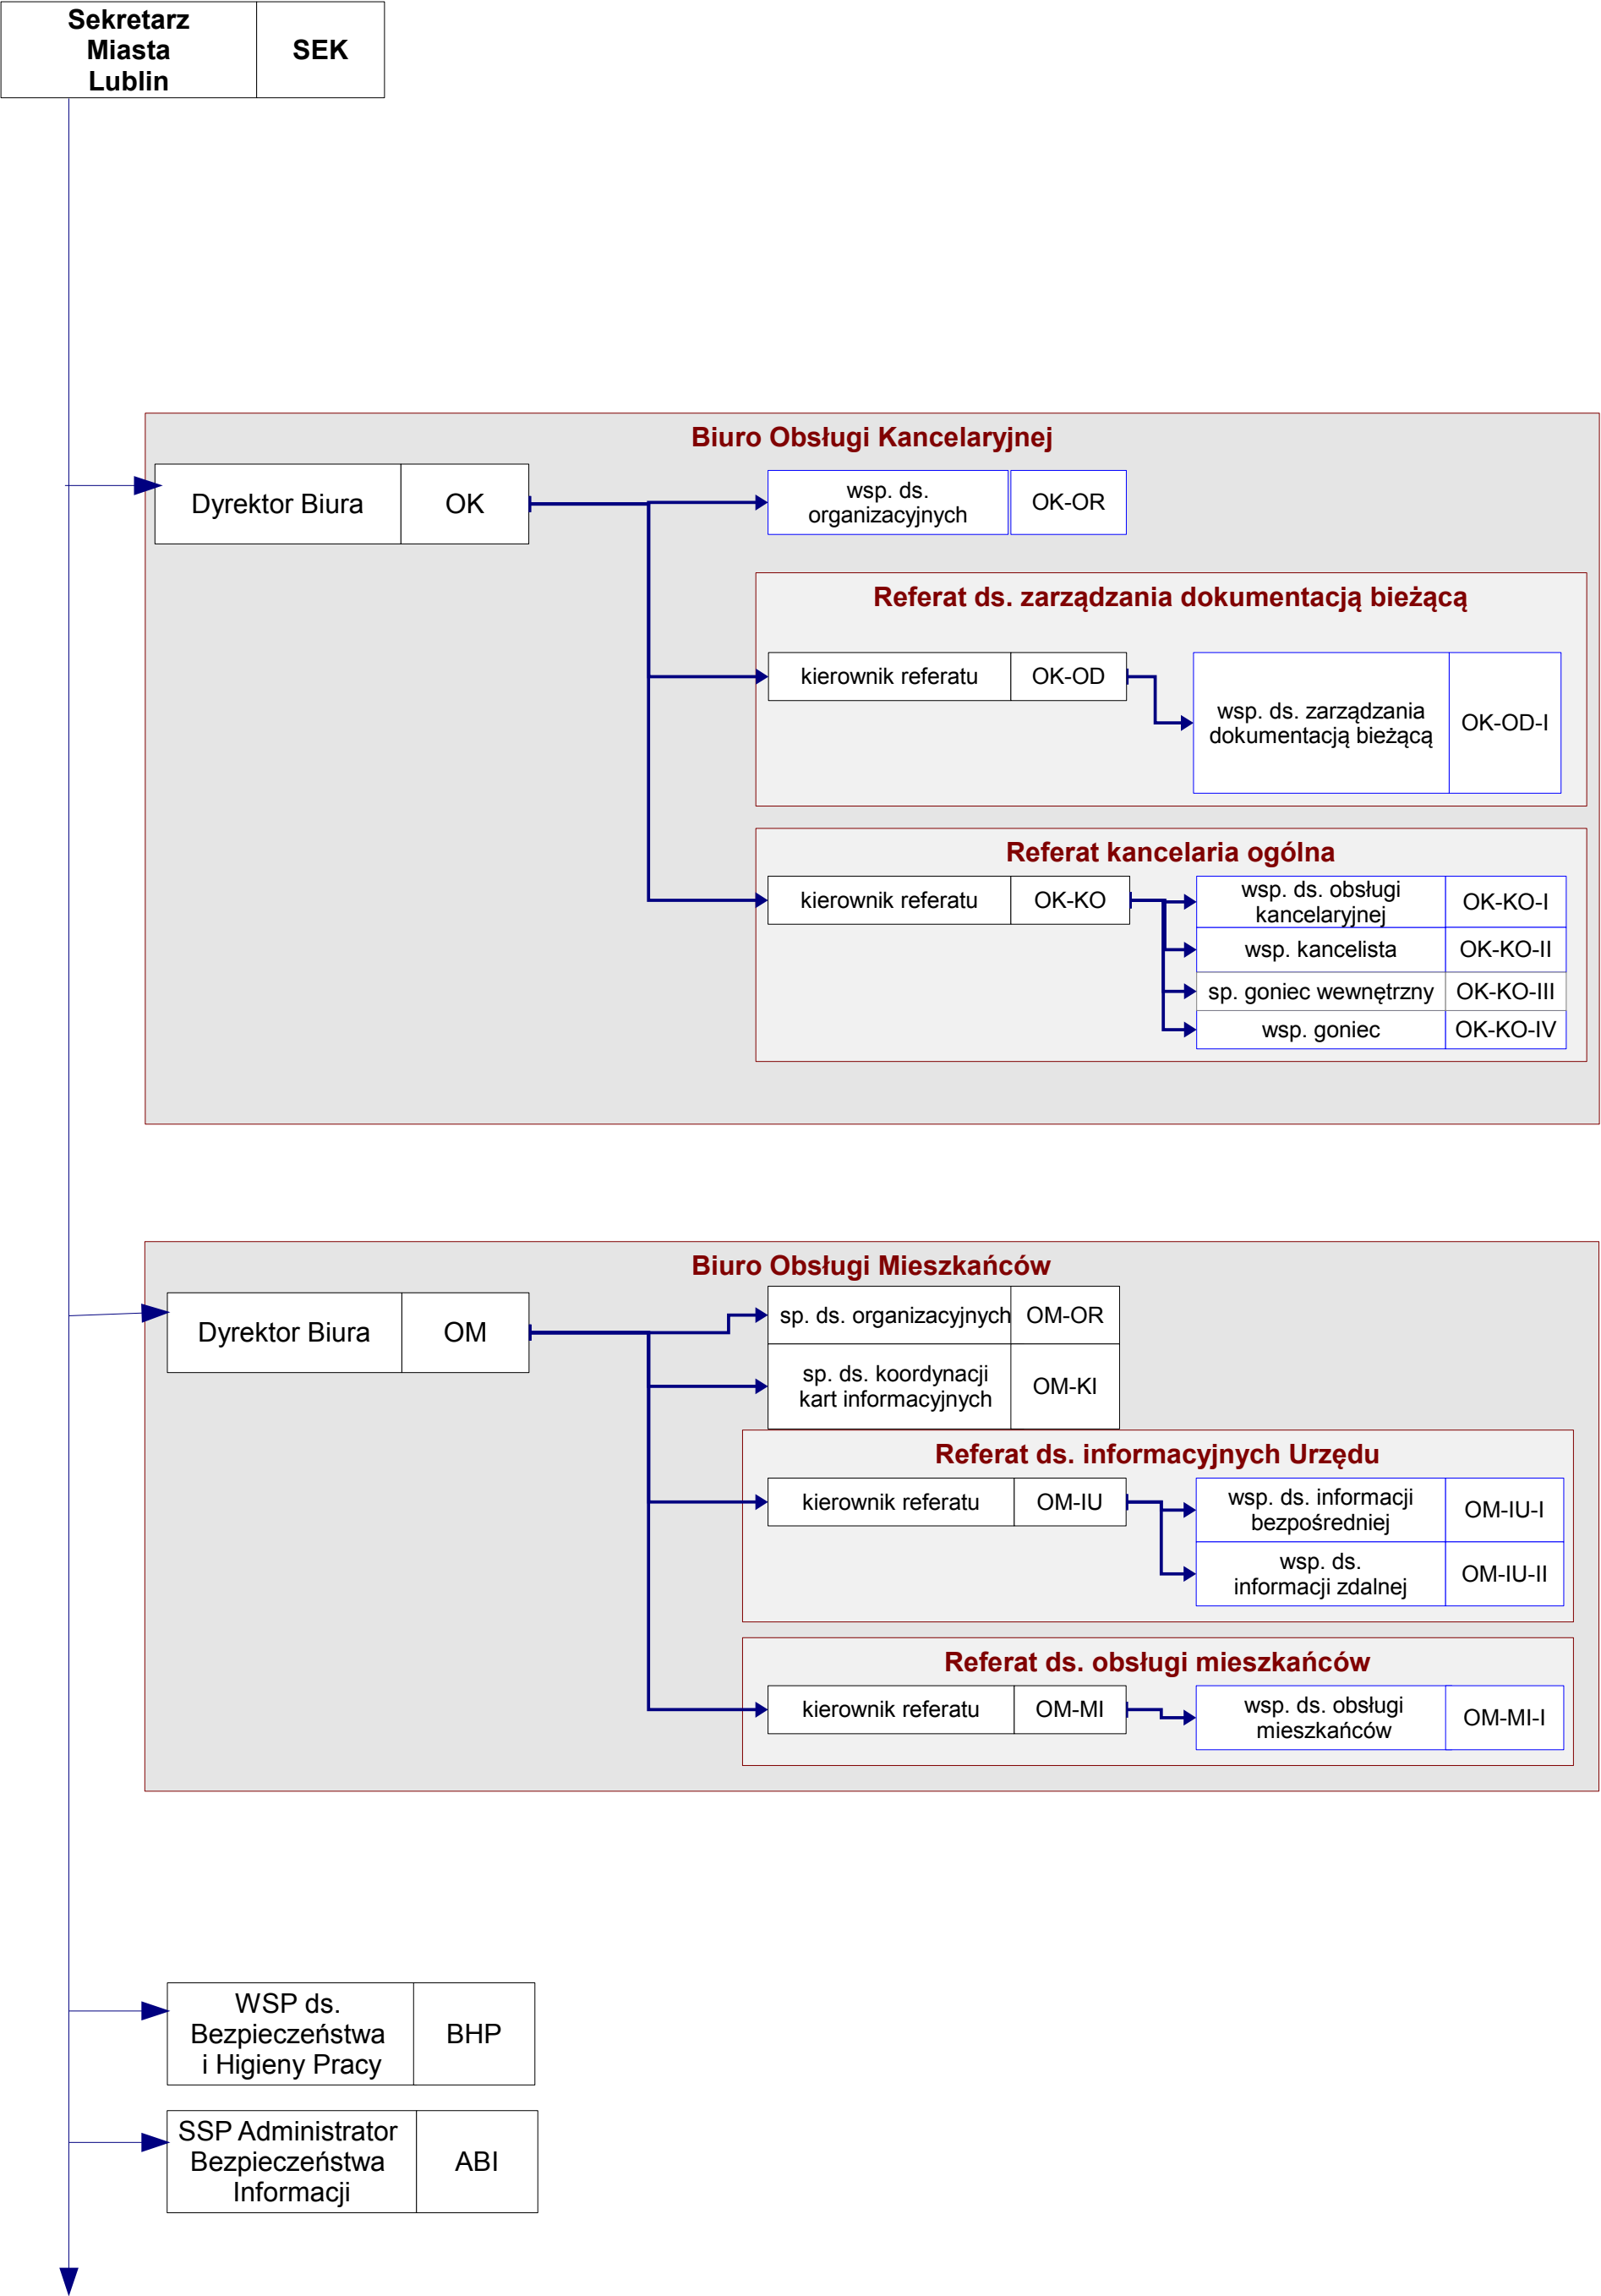 Sekretarz
Miasta
Lublin
SEK
Biuro Obsługi Kancelaryjnej
Dyrektor Biura
OK
wsp. ds.
organizacyjnych
OK-OR
Referat ds. zarządzania dokumentacją bieżącą
kierownik referatu
OK-OD
wsp. ds. zarządzania
dokumentacją bieżącą
OK-OD-I
Referat kancelaria ogólna
kierownik referatu
OK-KO
wsp. ds. obsługi
kancelaryjnej
OK-KO-I
wsp. kancelista
OK-KO-II
sp. goniec wewnętrzny
OK-KO-III
wsp. goniec
OK-KO-IV
Biuro Obsługi Mieszkańców
Dyrektor Biura
OM
sp. ds. organizacyjnych
OM-OR
sp. ds. koordynacji
kart informacyjnych
OM-KI
Referat ds. informacyjnych Urzędu
kierownik referatu
OM-IU
wsp. ds. informacji
bezpośredniej
OM-IU-I
wsp. ds.
informacji zdalnej
OM-IU-II
Referat ds. obsługi mieszkańców
kierownik referatu
OM-MI
wsp. ds. obsługi
mieszkańców
OM-MI-I
WSP ds.
Bezpieczeństwa
i Higieny Pracy
BHP
SSP Administrator
Bezpieczeństwa
Informacji
ABI